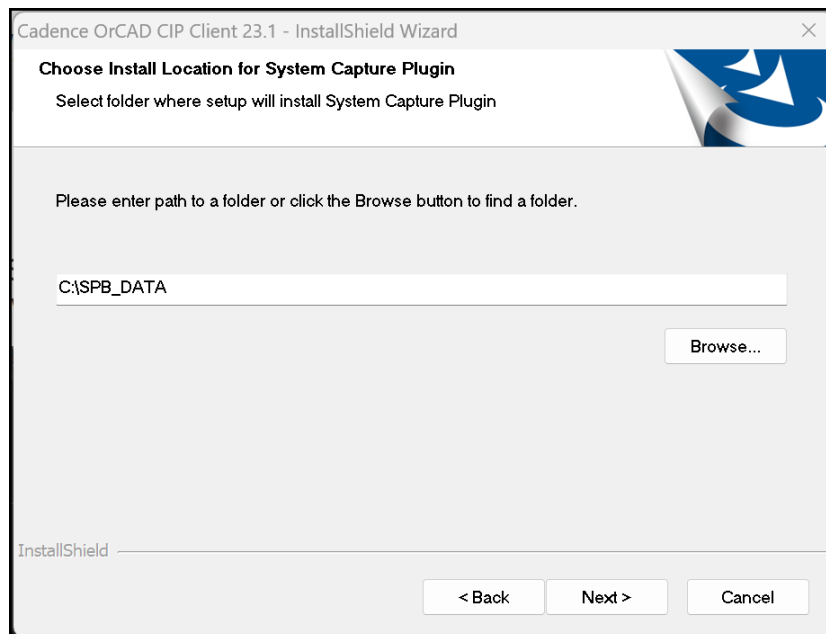 Cadence OrCAD CIP Client 23.1 - InstallShield Wizard
Choose Install Location for System Capture Plugin
Select folder where setup will install System Capture Plugin
Please enter path to a folder or click the Browse button to find a folder.
C:\SPB_DATA
Browse...
InstallShield
< Back
Next >
Cancel